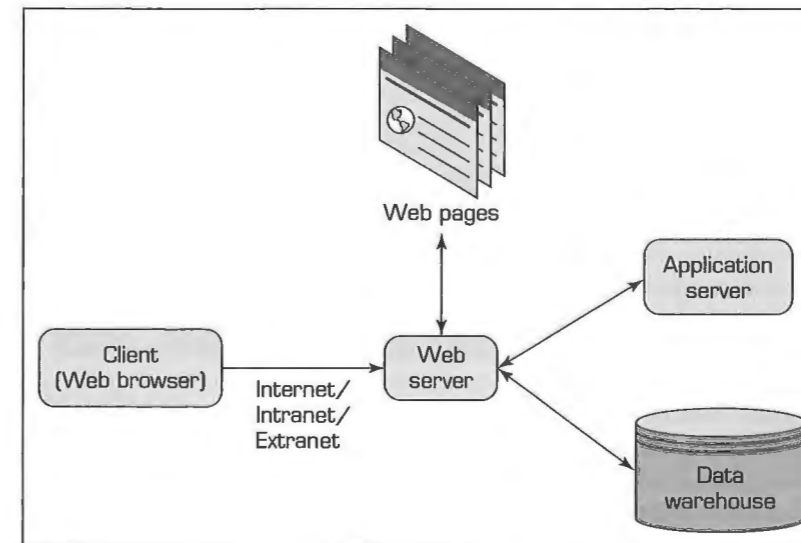 Web pages
Application
server
Client
(Web browser)
Web
server
Internet/
Intranet/
Extranet
Data
warehouse